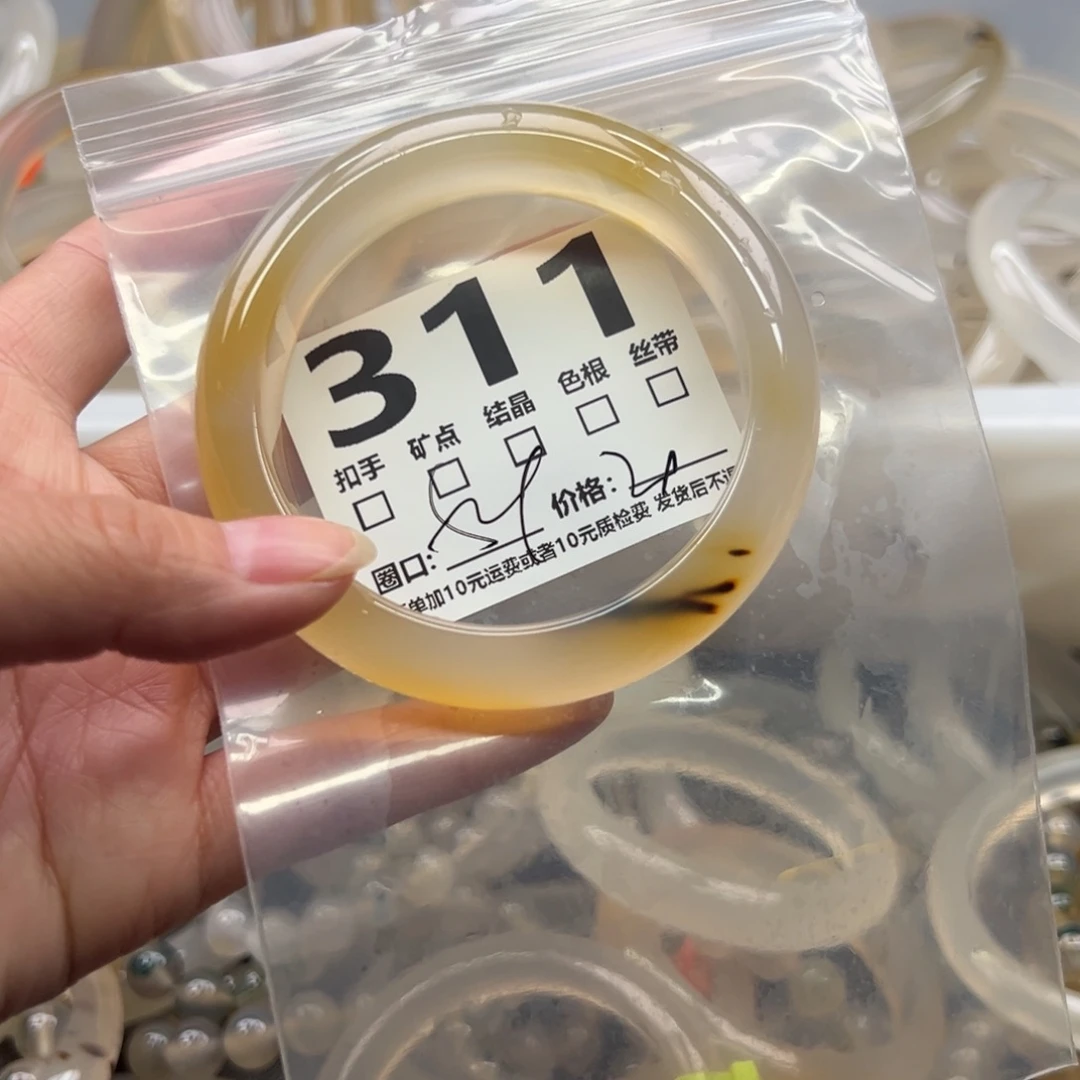 311
扣手 矿点 结晶 色根 丝带
圈口: 价格:
单加10元运费或者10元质检费 发货后不退